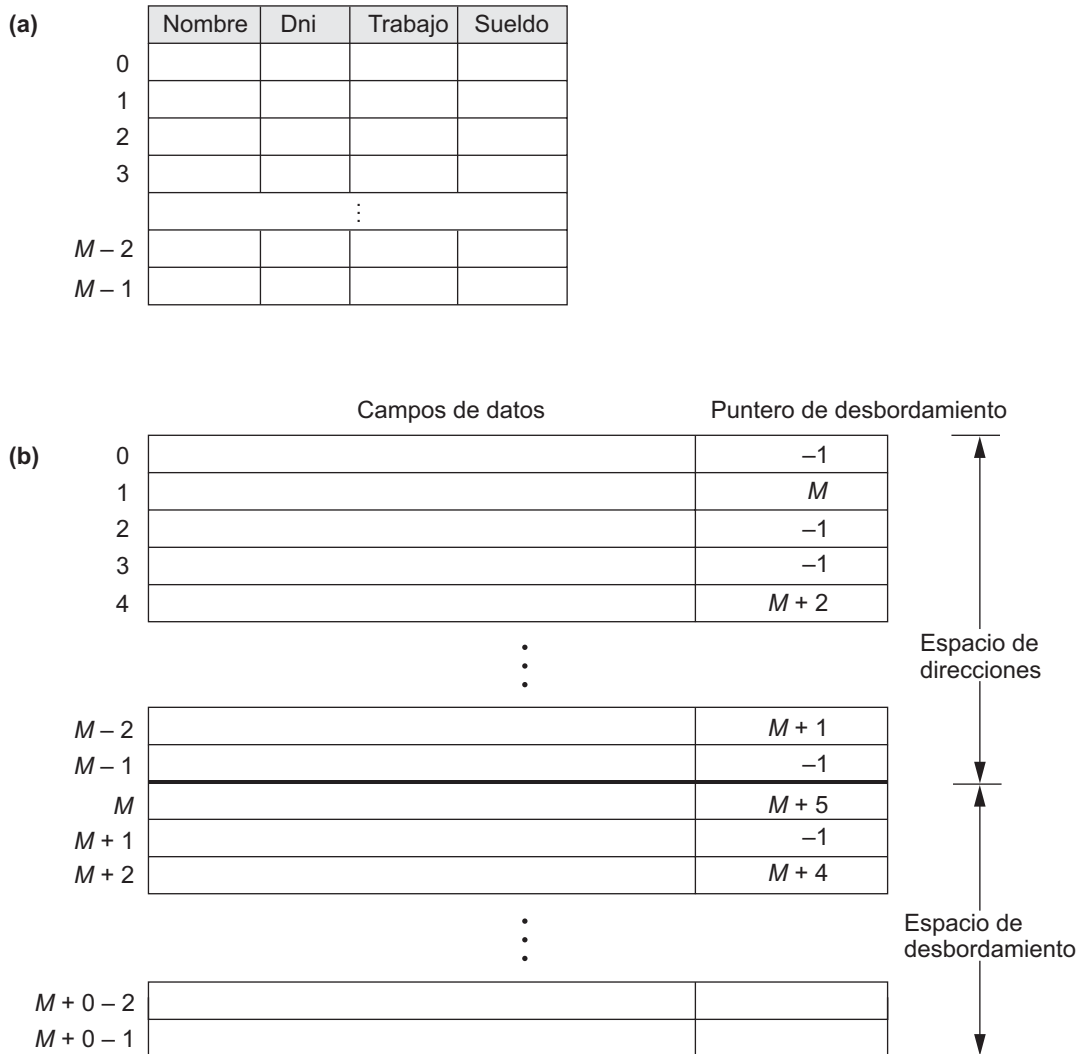 (a)
Nombre Dni Trabajo Sueldo
0
1
2
3
⋮
M – 2
M – 1
Campos de datos Puntero de desbordamiento
(b)
0 –1
1 M
2 –1
3 –1
4 M + 2
Espacio de
direcciones
M – 2 M + 1
M – 1 –1
M M + 5
M + 1 –1
M + 2 M + 4
Espacio de
desbordamiento
M + 0 – 2
M + 0 – 1